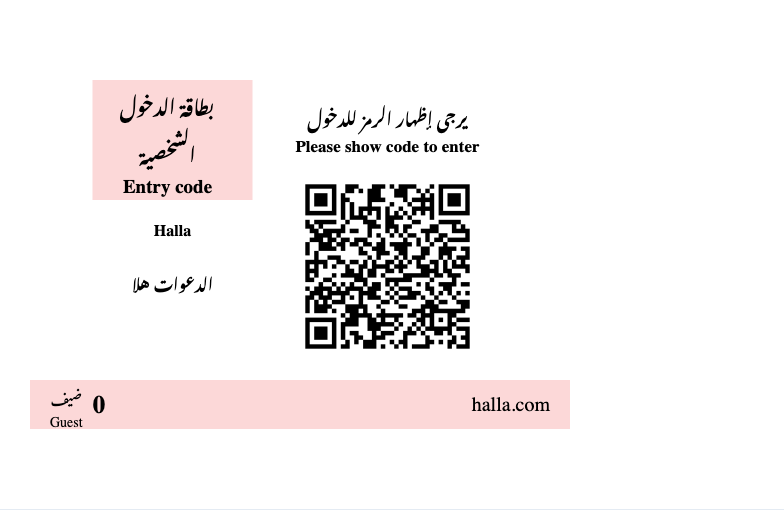 بطاقة الدخول
الشخصية
Entry code
Halla
الدعوات هلا
يرجى إظهار الرمز للدخول
Please show code to enter
ضيف
Guest
0
halla.com